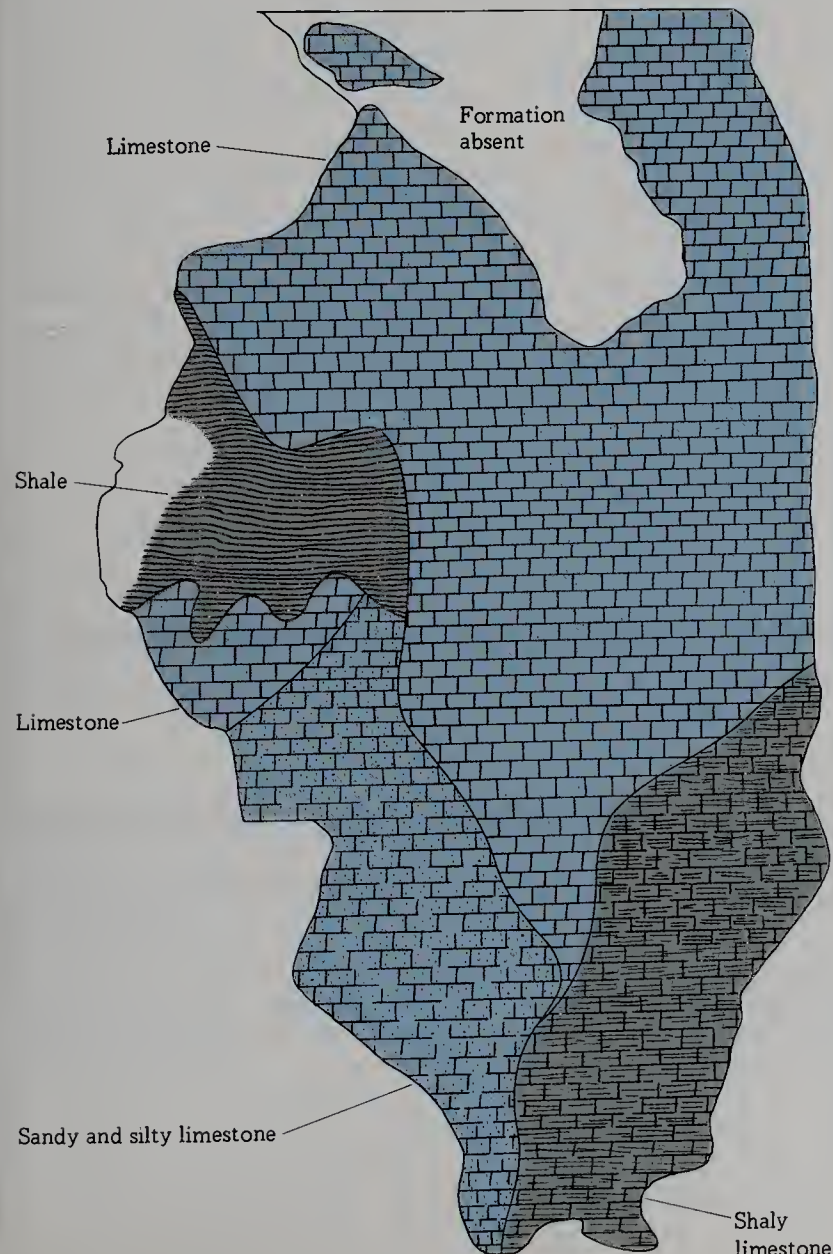 Formation
absent
Limestone
Shale
Limestone
Sandy and silty limestone
Shaly
limestone